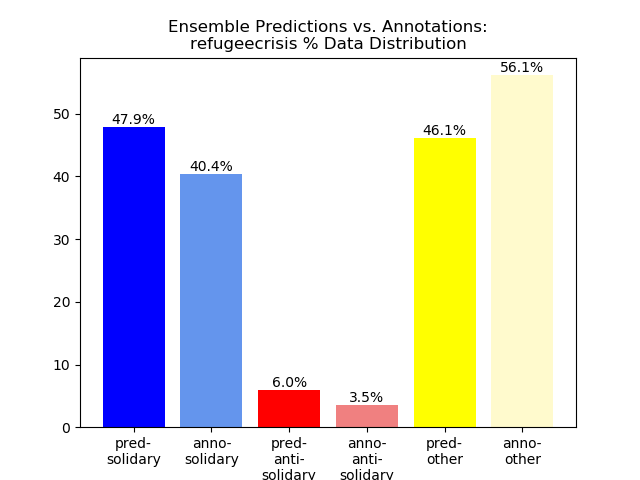 Ensemble Predictions vs. Annotations:
refugeecrisis % Data Distribution
56.1%
50
47.9%
46.1%
40.4%
40
30
20
10
6.0%
3.5%
0
pred-
solidary
anno-
solidary
pred-
anti-
solidary
anno-
anti-
solidary
pred-
other
anno-
other